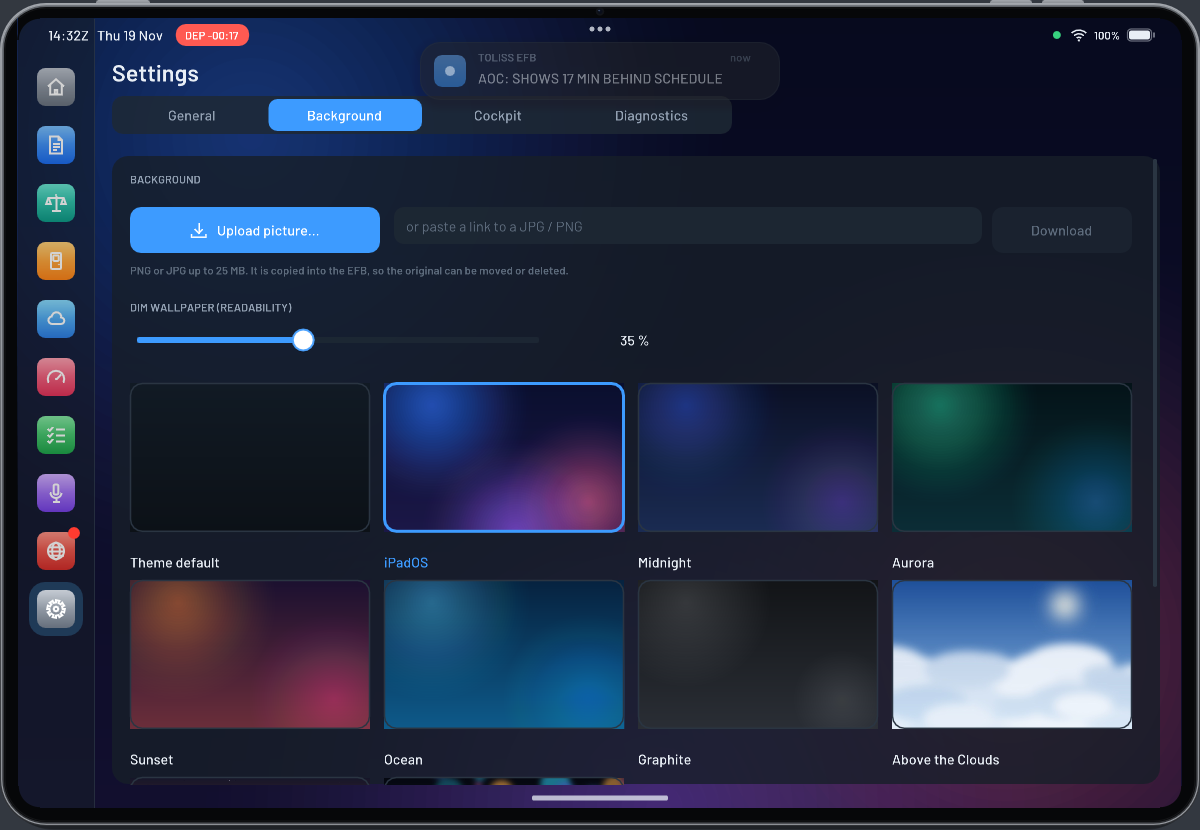 14:32Z Thu 19 Nov DEP -00:17
100%
TOLISS EFB now
AOC: SHOWS 17 MIN BEHIND SCHEDULE
Settings
General Background Cockpit Diagnostics
BACKGROUND
Upload picture... or paste a link to a JPG / PNG Download
PNG or JPG up to 25 MB. It is copied into the EFB, so the original can be moved or deleted.
DIM WALLPAPER (READABILITY)
35 %
Theme default iPadOS Midnight Aurora
Sunset Ocean Graphite Above the Clouds